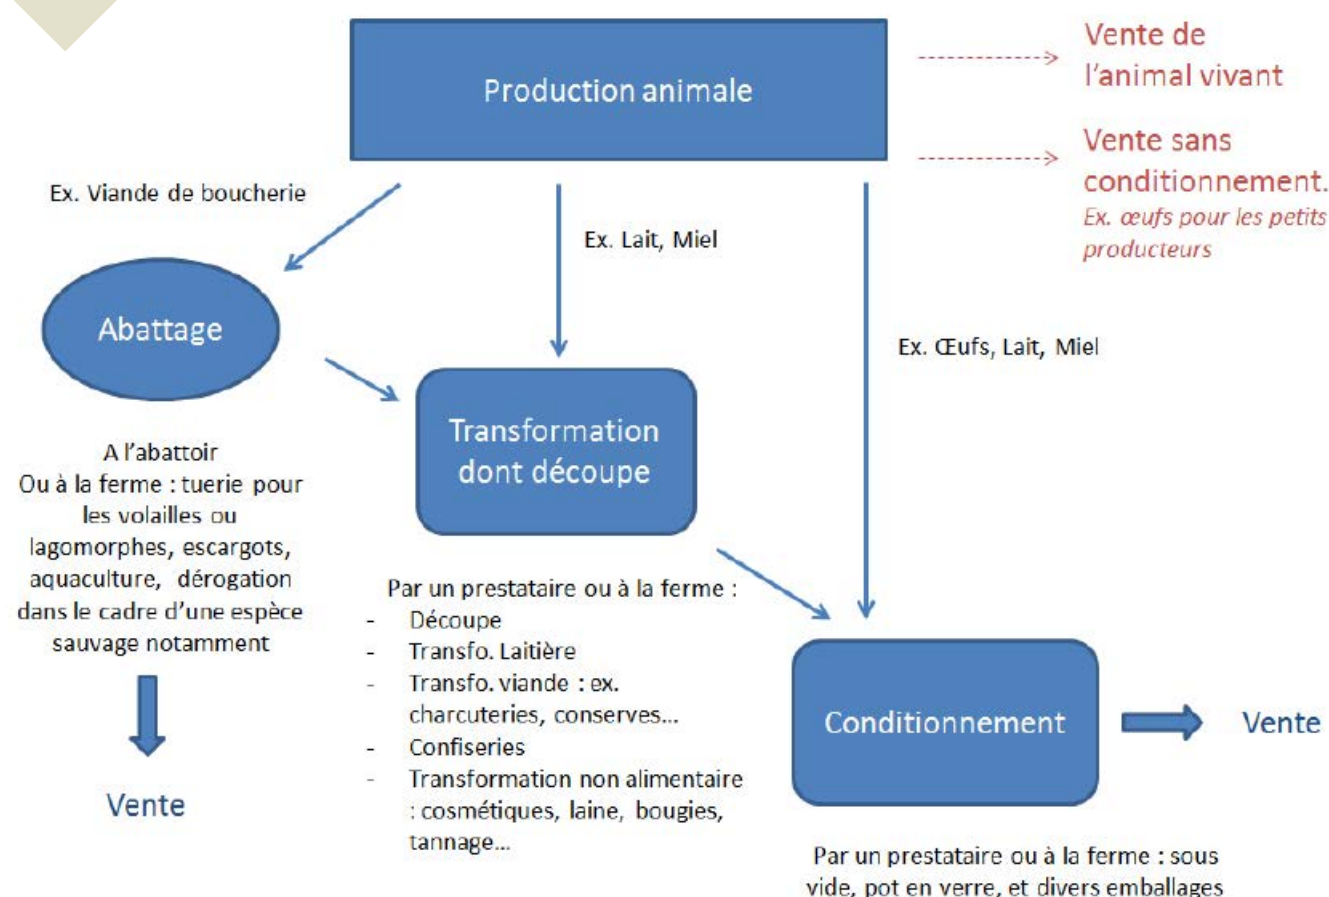 Production animale
Vente de
l'animal vivant
Vente sans
conditionnement.
Ex. œufs pour les petits
producteurs
Ex. Viande de boucherie
Ex. Lait, Miel
Ex. Œufs, Lait, Miel
Abattage
A l'abattoir
Ou à la ferme : tuerie pour
les volailles ou
lagomorphes, escargots,
aquaculture, dérogation
dans le cadre d'une espèce
sauvage notamment
Vente
Transformation
dont découpe
Par un prestataire ou à la ferme :
- Découpe
- Transfo. Laitière
- Transfo. viande : ex.
charcuteries, conserves...
- Confiseries
- Transformation non alimentaire
: cosmétiques, laine, bougies,
tannage...
Conditionnement
Vente
Par un prestataire ou à la ferme : sous
vide, pot en verre, et divers emballages